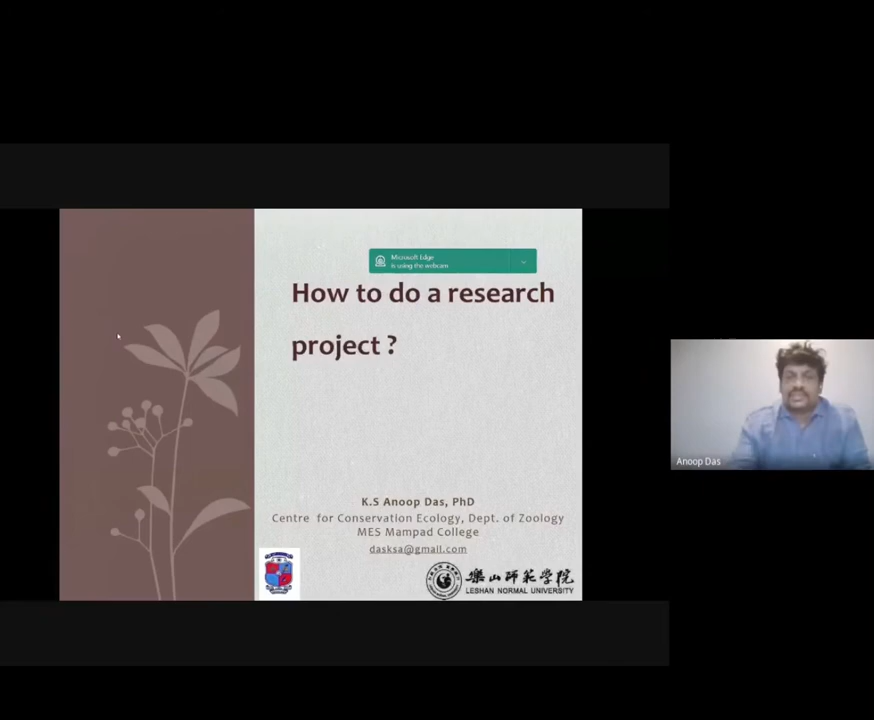 Microsoft Edge
is using the webcam
How to do a research
project ?
K.S Anoop Das, PhD
Centre for Conservation Ecology, Dept. of Zoology
MES Mampad College
dasksa@gmail.com
樂山師範学院
LESHAN NORMAL UNIVERSITY
Anoop Das